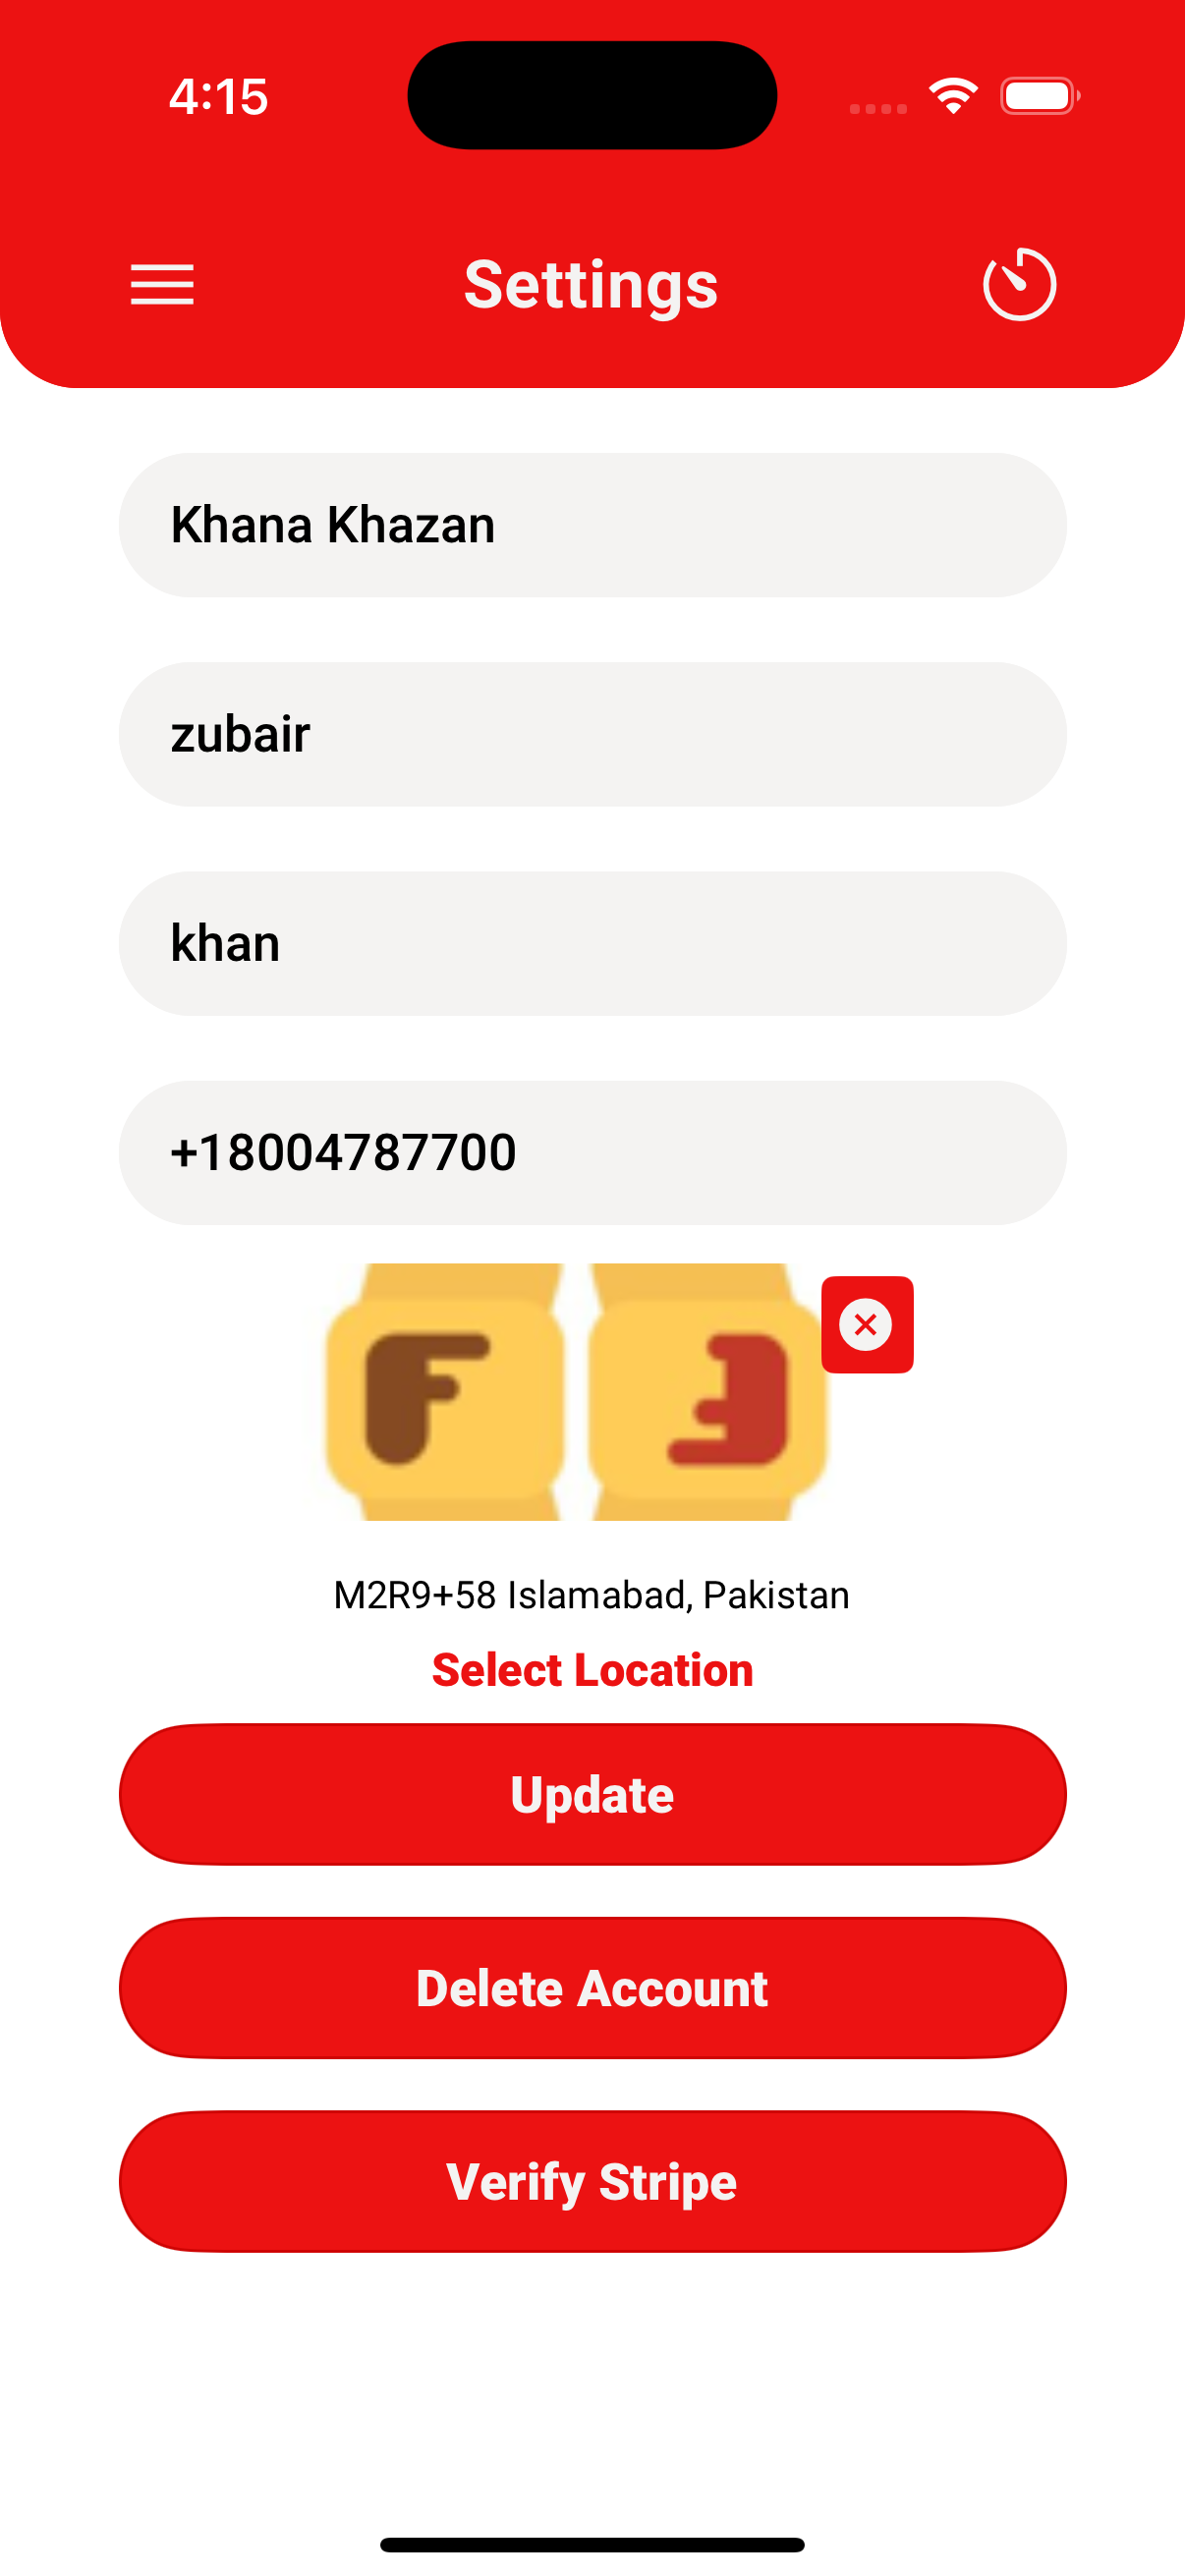 4:15
Settings
Khana Khazan
zubair
khan
+18004787700
M2R9+58 Islamabad, Pakistan
Select Location
Update
Delete Account
Verify Stripe